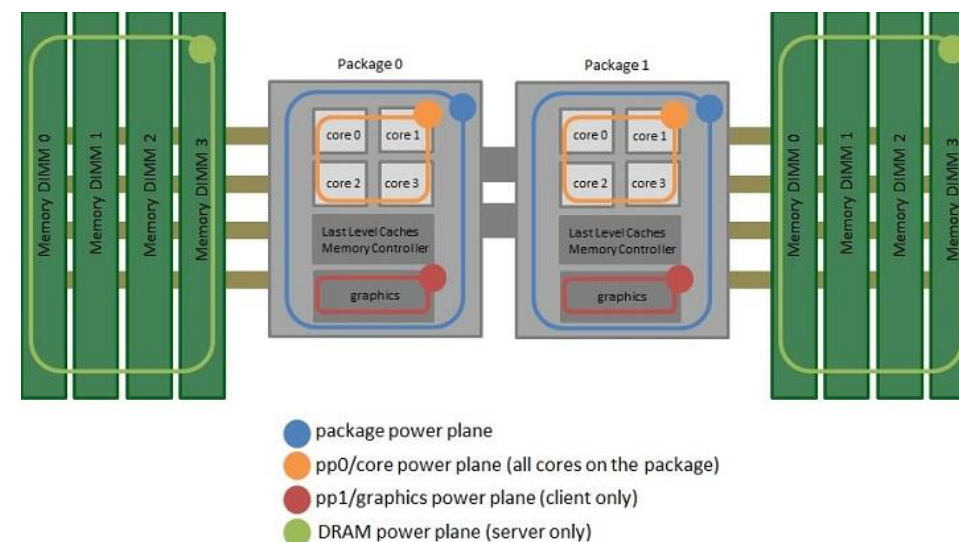 Package 0
Package 1
Memory DIMM 0
Memory DIMM 1
Memory DIMM 2
Memory DIMM 3
core 0
core 1
core 2
core 3
Last Level Caches
Memory Controller
graphics
core 0
core 1
core 2
core 3
Last Level Caches
Memory Controller
graphics
Memory DIMM 0
Memory DIMM 1
Memory DIMM 2
Memory DIMM 3
package power plane
pp0/core power plane (all cores on the package)
pp1/graphics power plane (client only)
DRAM power plane (server only)